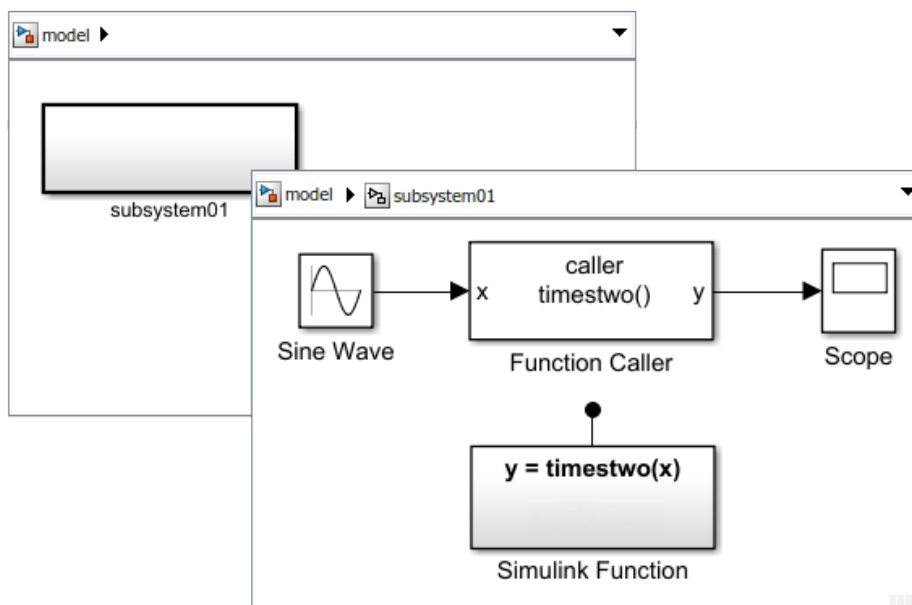 model
subsystem01
model subsystem01
caller
timestwo()
x y
Sine Wave
Function Caller
Scope
y = timestwo(x)
Simulink Function